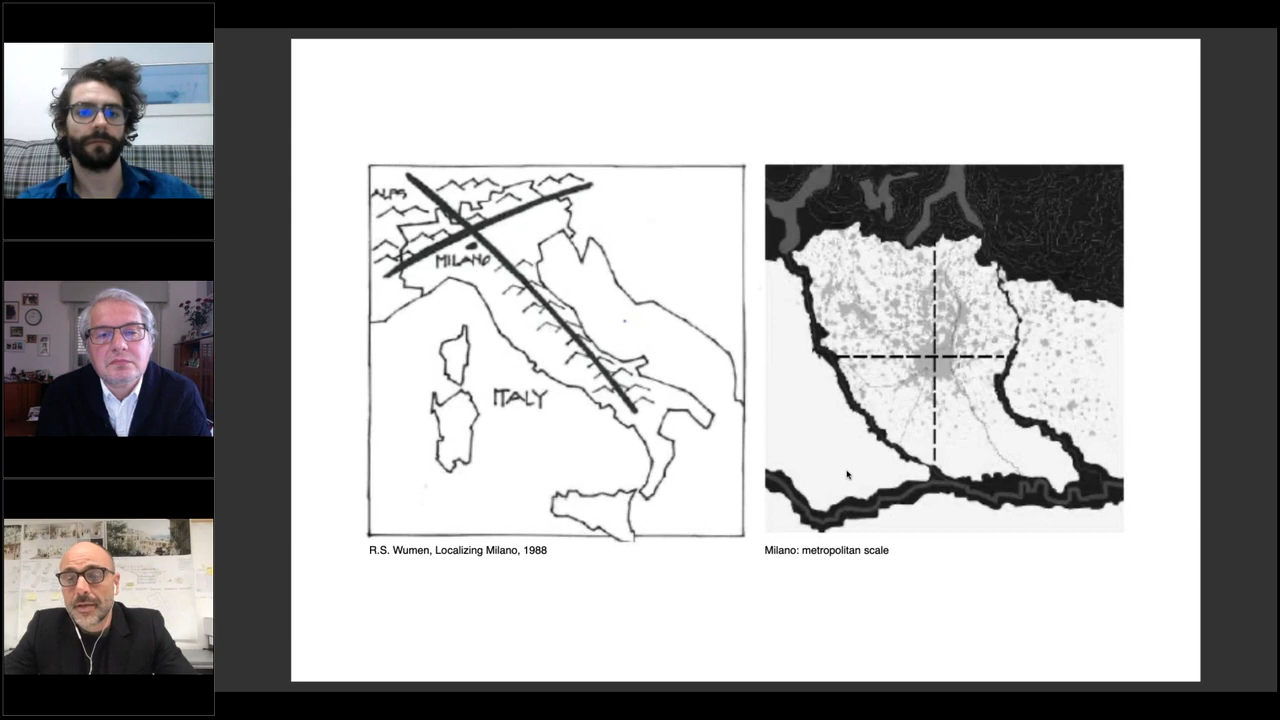 ALPS
MILANO
ITALY
R.S. Wumen, Localizing Milano, 1988
Milano: metropolitan scale